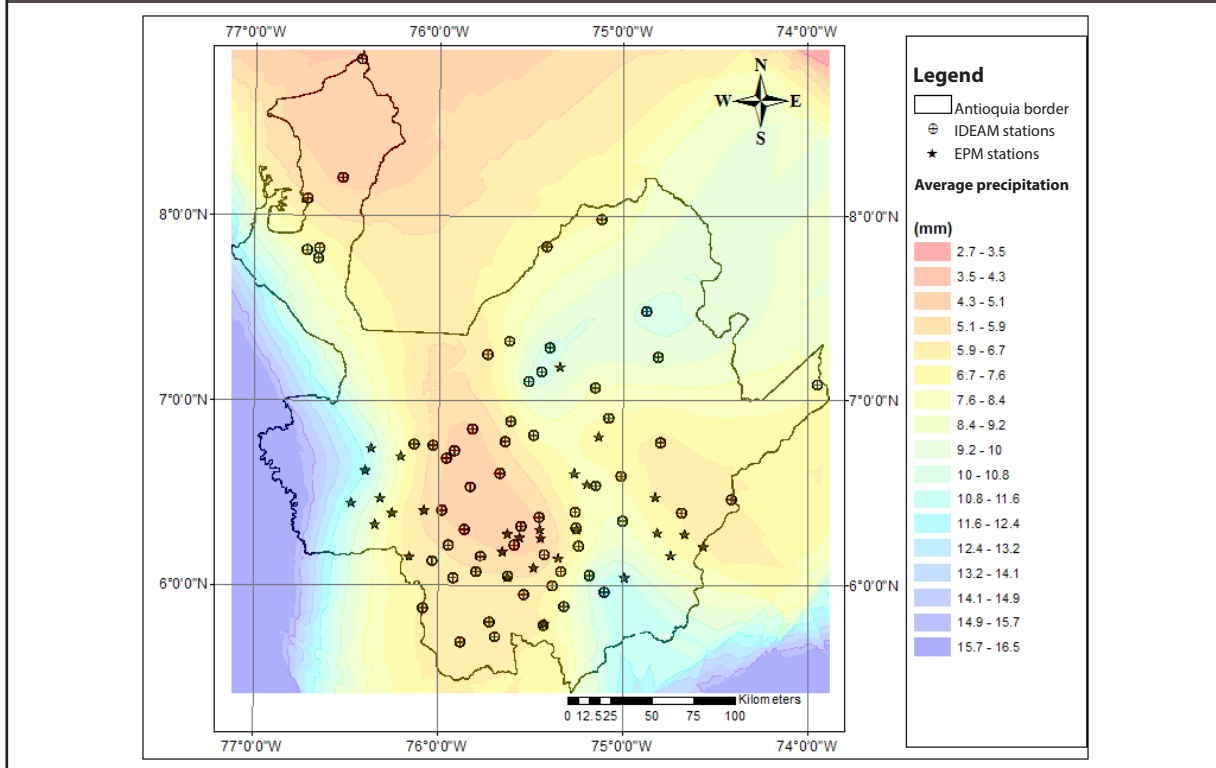 77°0'0"W 76°0'0"W 75°0'0"W 74°0'0"W
N
W E
S
8°0'0"N 8°0'0"N
7°0'0"N 7°0'0"N
6°0'0"N 6°0'0"N
Kilometers
0 12.525 50 75 100
77°0'0"W 76°0'0"W 75°0'0"W 74°0'0"W
Legend
Antioquia border
IDEAM stations
EPM stations
Average precipitation
(mm)
2.7 - 3.5
3.5 - 4.3
4.3 - 5.1
5.1 - 5.9
5.9 - 6.7
6.7 - 7.6
7.6 - 8.4
8.4 - 9.2
9.2 - 10
10 - 10.8
10.8 - 11.6
11.6 - 12.4
12.4 - 13.2
13.2 - 14.1
14.1 - 14.9
14.9 - 15.7
15.7 - 16.5